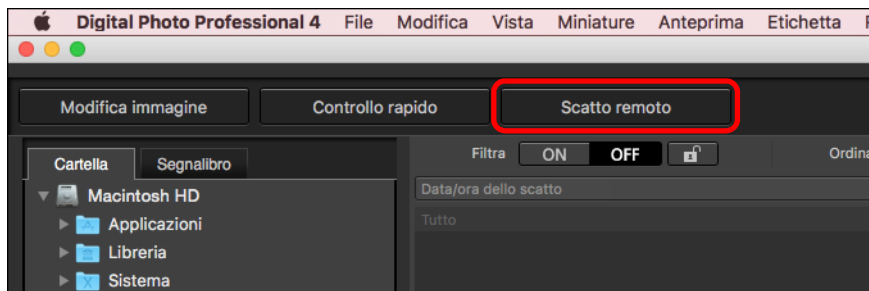 Digital Photo Professional 4 File Modifica Vista Miniature Anteprima Etichetta
Modifica immagine Controllo rapido Scatto remoto
Cartella Segnalibro Filtra ON OFF
Macintosh HD Data/ora dello scatto
Applicazioni Tutto
Libreria
Sistema